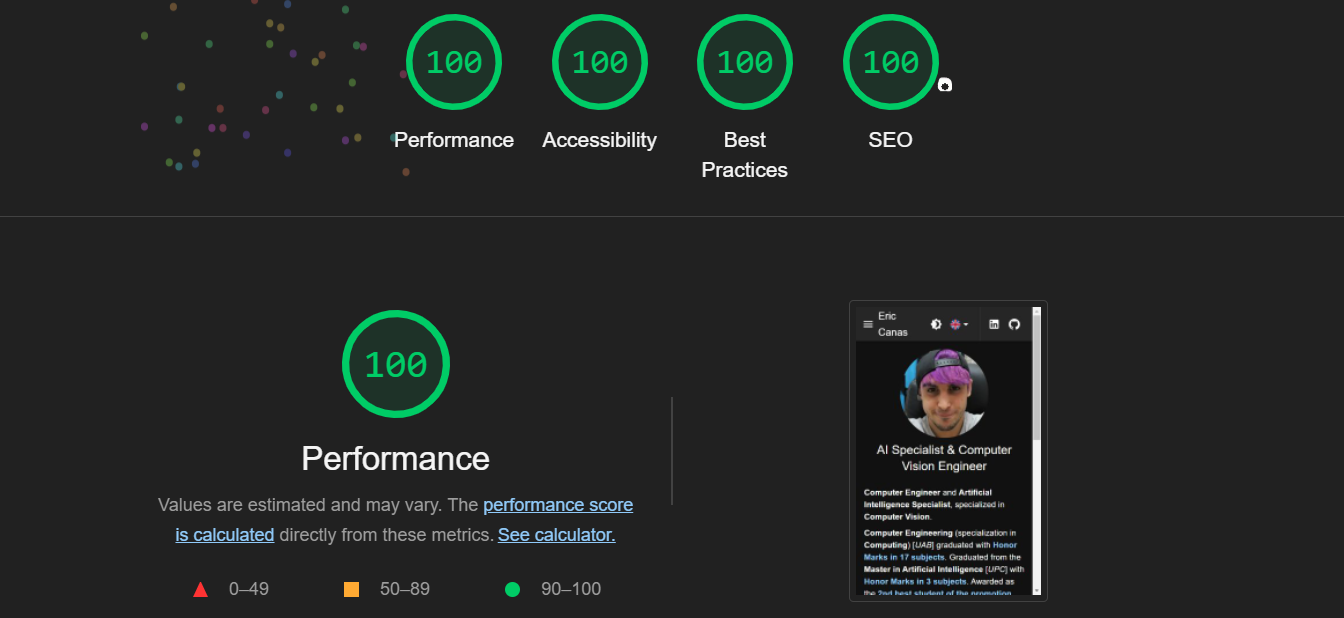 100
100
100
100
Performance
Accessibility
Best
Practices
SEO
100
Performance
Values are estimated and may vary. The performance score
is calculated directly from these metrics. See calculator.
0–49
50–89
90–100
Eric
Canas
AI Specialist & Computer
Vision Engineer
Computer Engineer and Artificial
Intelligence Specialist, specialized in
Computer Vision.
Computer Engineering (specialization in
Computing) [UAB] graduated with Honor
Marks in 17 subjects. Graduated from the
Master in Artificial Intelligence [UPC] with
Honor Marks in 3 subjects. Awarded as
the 2nd best student of the promotion